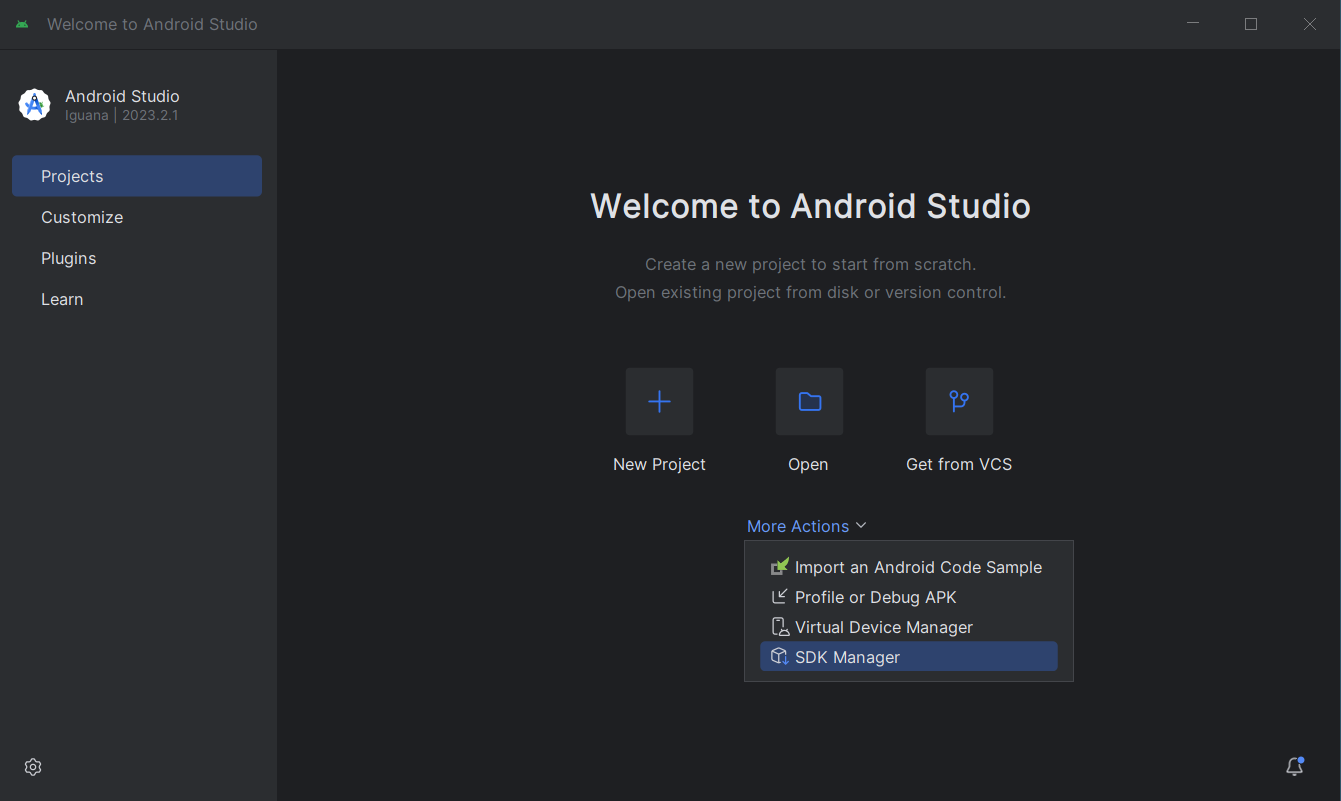 Welcome to Android Studio
Android Studio
Iguana | 2023.2.1
Projects
Customize
Plugins
Learn
Welcome to Android Studio
Create a new project to start from scratch.
Open existing project from disk or version control.
New Project
Open
Get from VCS
More Actions
Import an Android Code Sample
Profile or Debug APK
Virtual Device Manager
SDK Manager